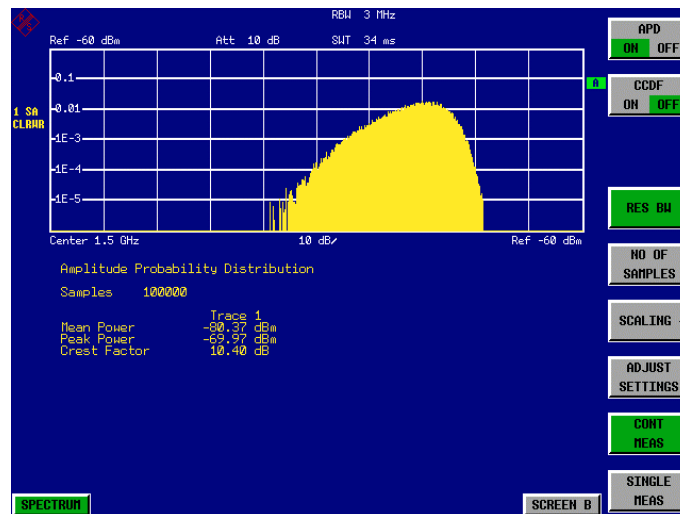 RBW 3 MHz
Ref -60 dBm Att 10 dB SWT 34 ms
0.1
A
1 SA
CLRWR
0.01
1E-3
1E-4
1E-5
Center 1.5 GHz 10 dB/ Ref -60 dBm
Amplitude Probability Distribution
Samples 100000
Trace 1
Mean Power -80.37 dBm
Peak Power -69.97 dBm
Crest Factor 10.40 dB
APD
ON OFF
CCDF
ON OFF
RES BW
NO OF
SAMPLES
SCALING
ADJUST
SETTINGS
CONT
MEAS
SINGLE
MEAS
SPECTRUM
SCREEN B